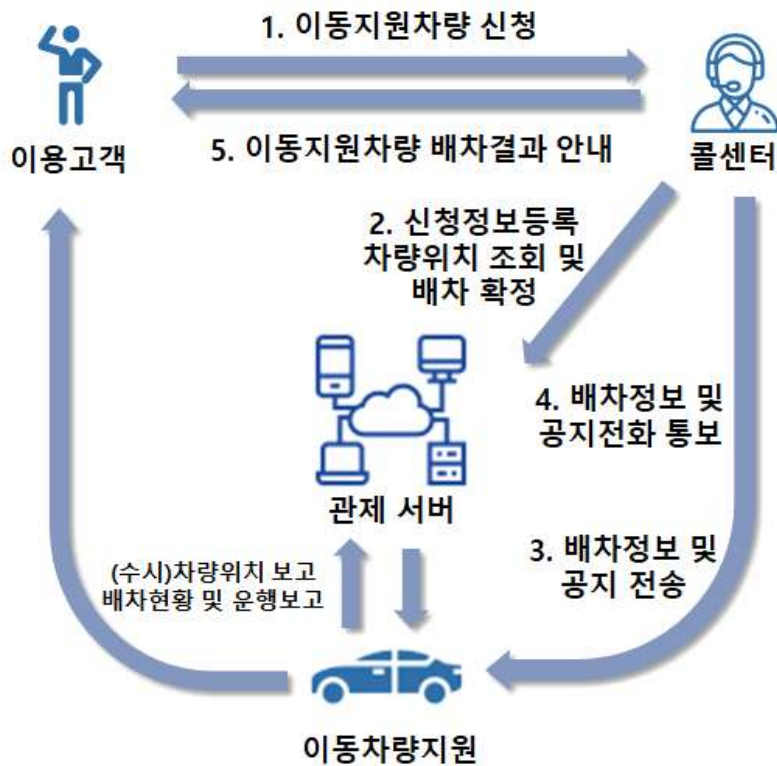 1. 이동지원차량 신청
이용고객
5. 이동지원차량 배차결과 안내
콜센터
2. 신청정보등록
차량위치 조회 및
배차 확정
4. 배차정보 및
공지전화 통보
관제 서버
3. 배차정보 및
공지 전송
(수시)차량위치 보고
배차현황 및 운행보고
이동차량지원